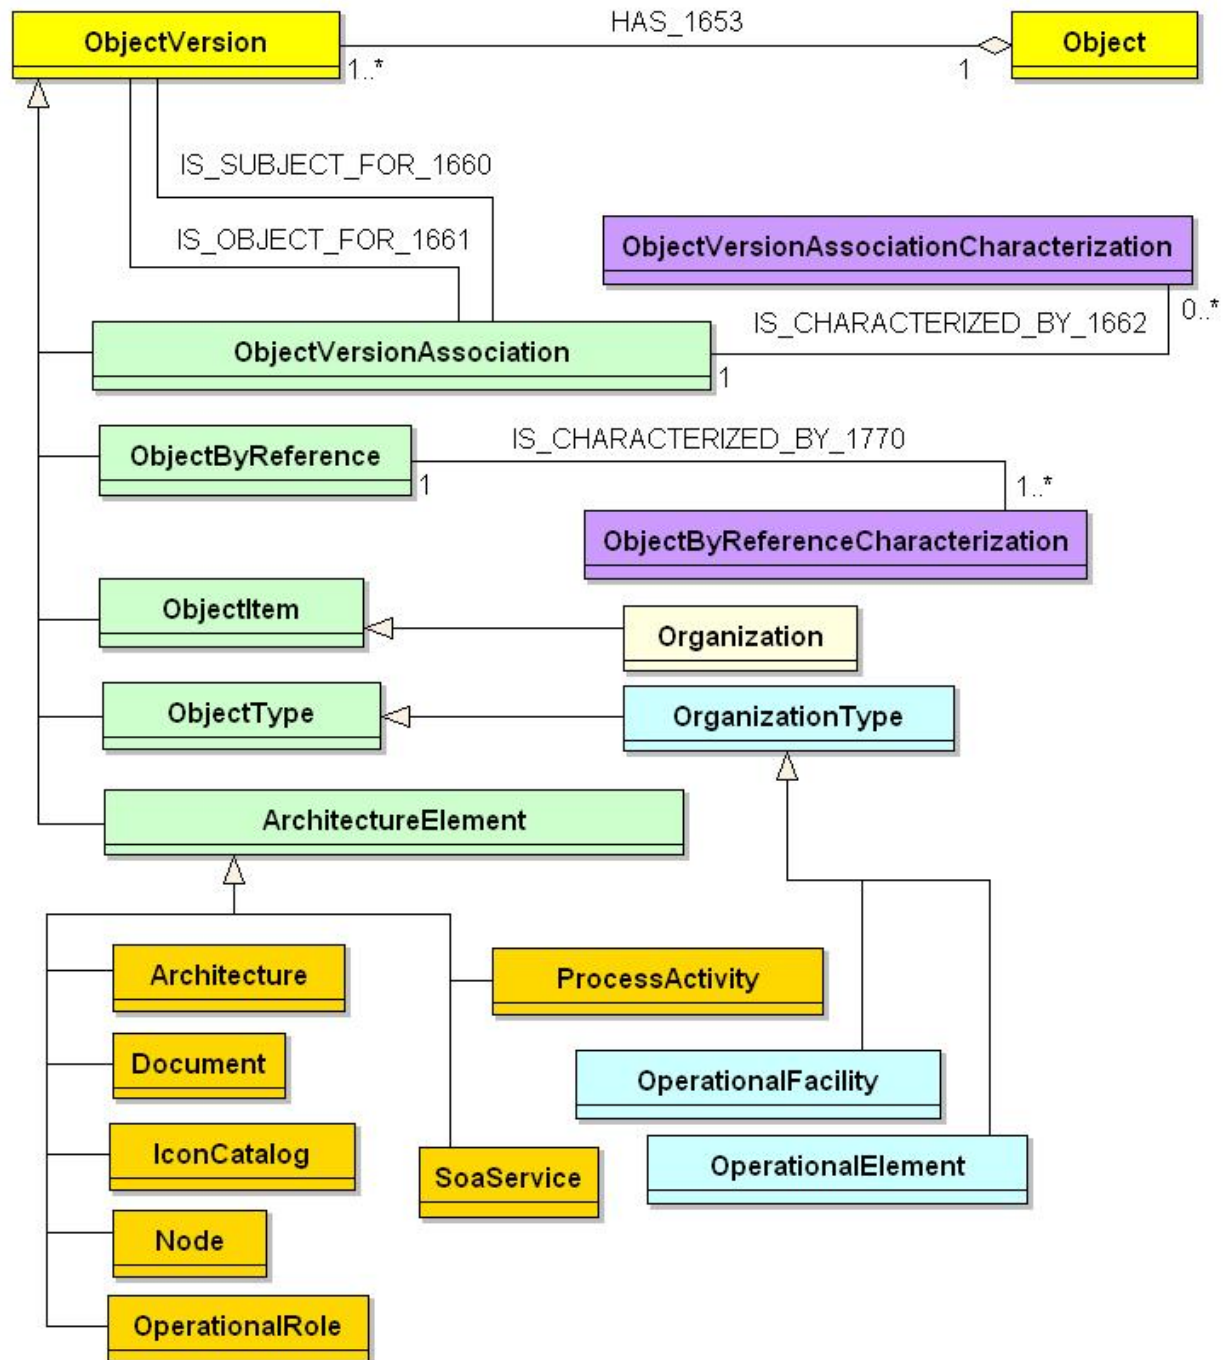 HAS_1653
ObjectVersion
Object
1..*
1
IS_SUBJECT_FOR_1660
IS_OBJECT_FOR_1661
ObjectVersionAssociationCharacterization
0..*
IS_CHARACTERIZED_BY_1662
ObjectVersionAssociation
1
IS_CHARACTERIZED_BY_1770
ObjectByReference
1
1..*
ObjectByReferenceCharacterization
ObjectItem
Organization
ObjectType
OrganizationType
ArchitectureElement
Architecture
ProcessActivity
Document
OperationalFacility
IconCatalog
OperationalElement
SoaService
Node
OperationalRole